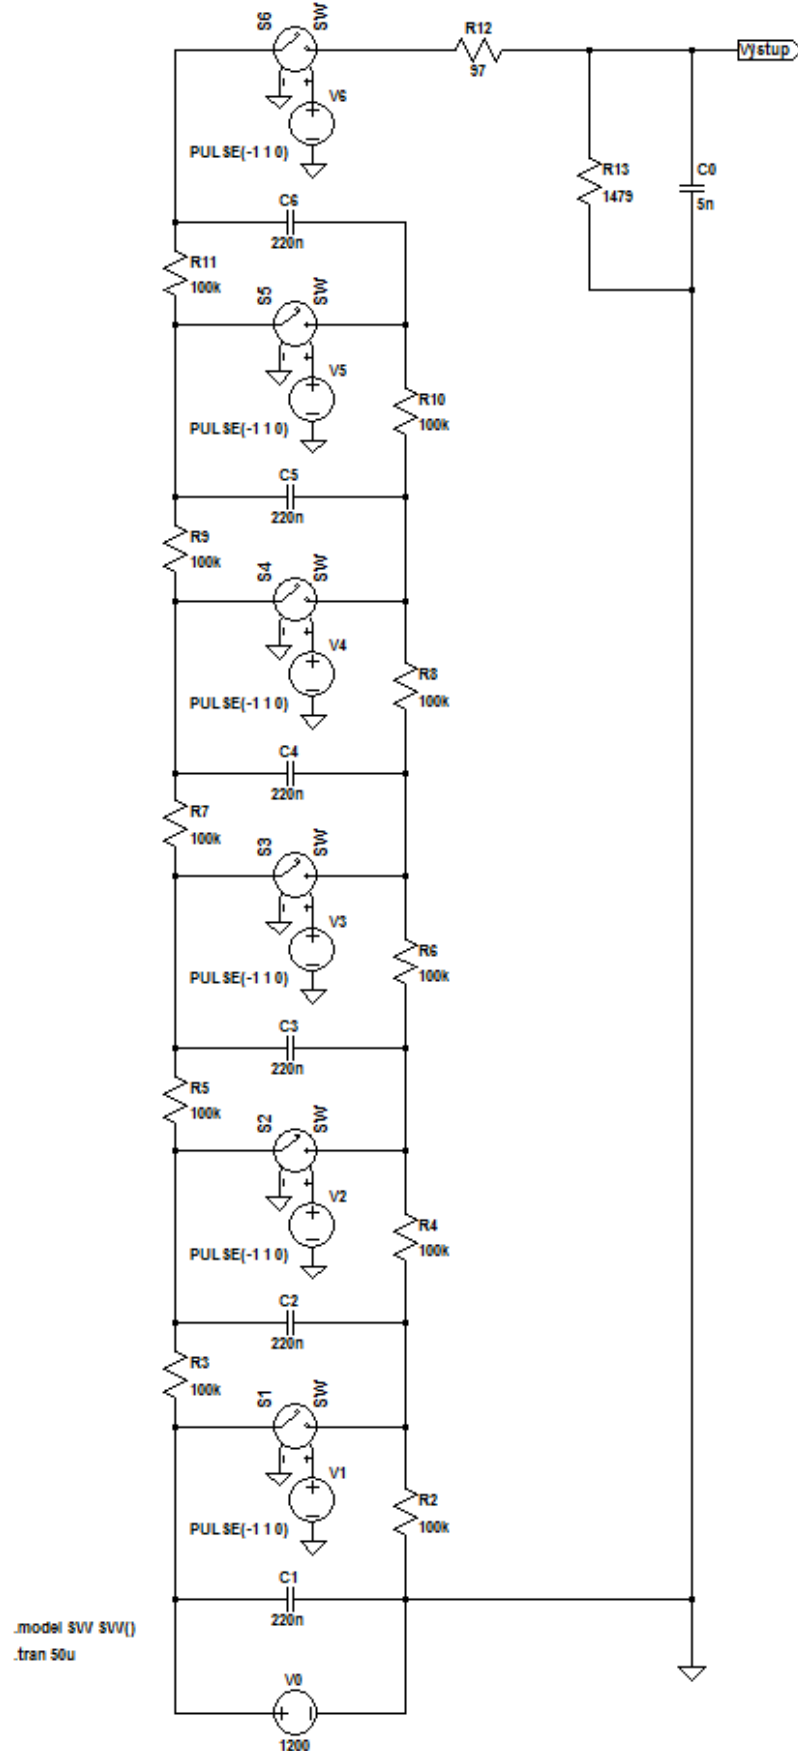 S6
SW
R12
97
Výstup
V6
PULSE(-1 1 0)
R13
1479
C0
5n
C6
220n
R11
100k
S5
SW
V5
PULSE(-1 1 0)
R10
100k
C5
220n
R9
100k
S4
SW
V4
PULSE(-1 1 0)
R8
100k
C4
220n
R7
100k
S3
SW
V3
PULSE(-1 1 0)
R6
100k
C3
220n
R5
100k
S2
SW
V2
PULSE(-1 1 0)
R4
100k
C2
220n
R3
100k
S1
SW
V1
PULSE(-1 1 0)
R2
100k
C1
220n
.model SW SW()
.tran 50u
V0
1200